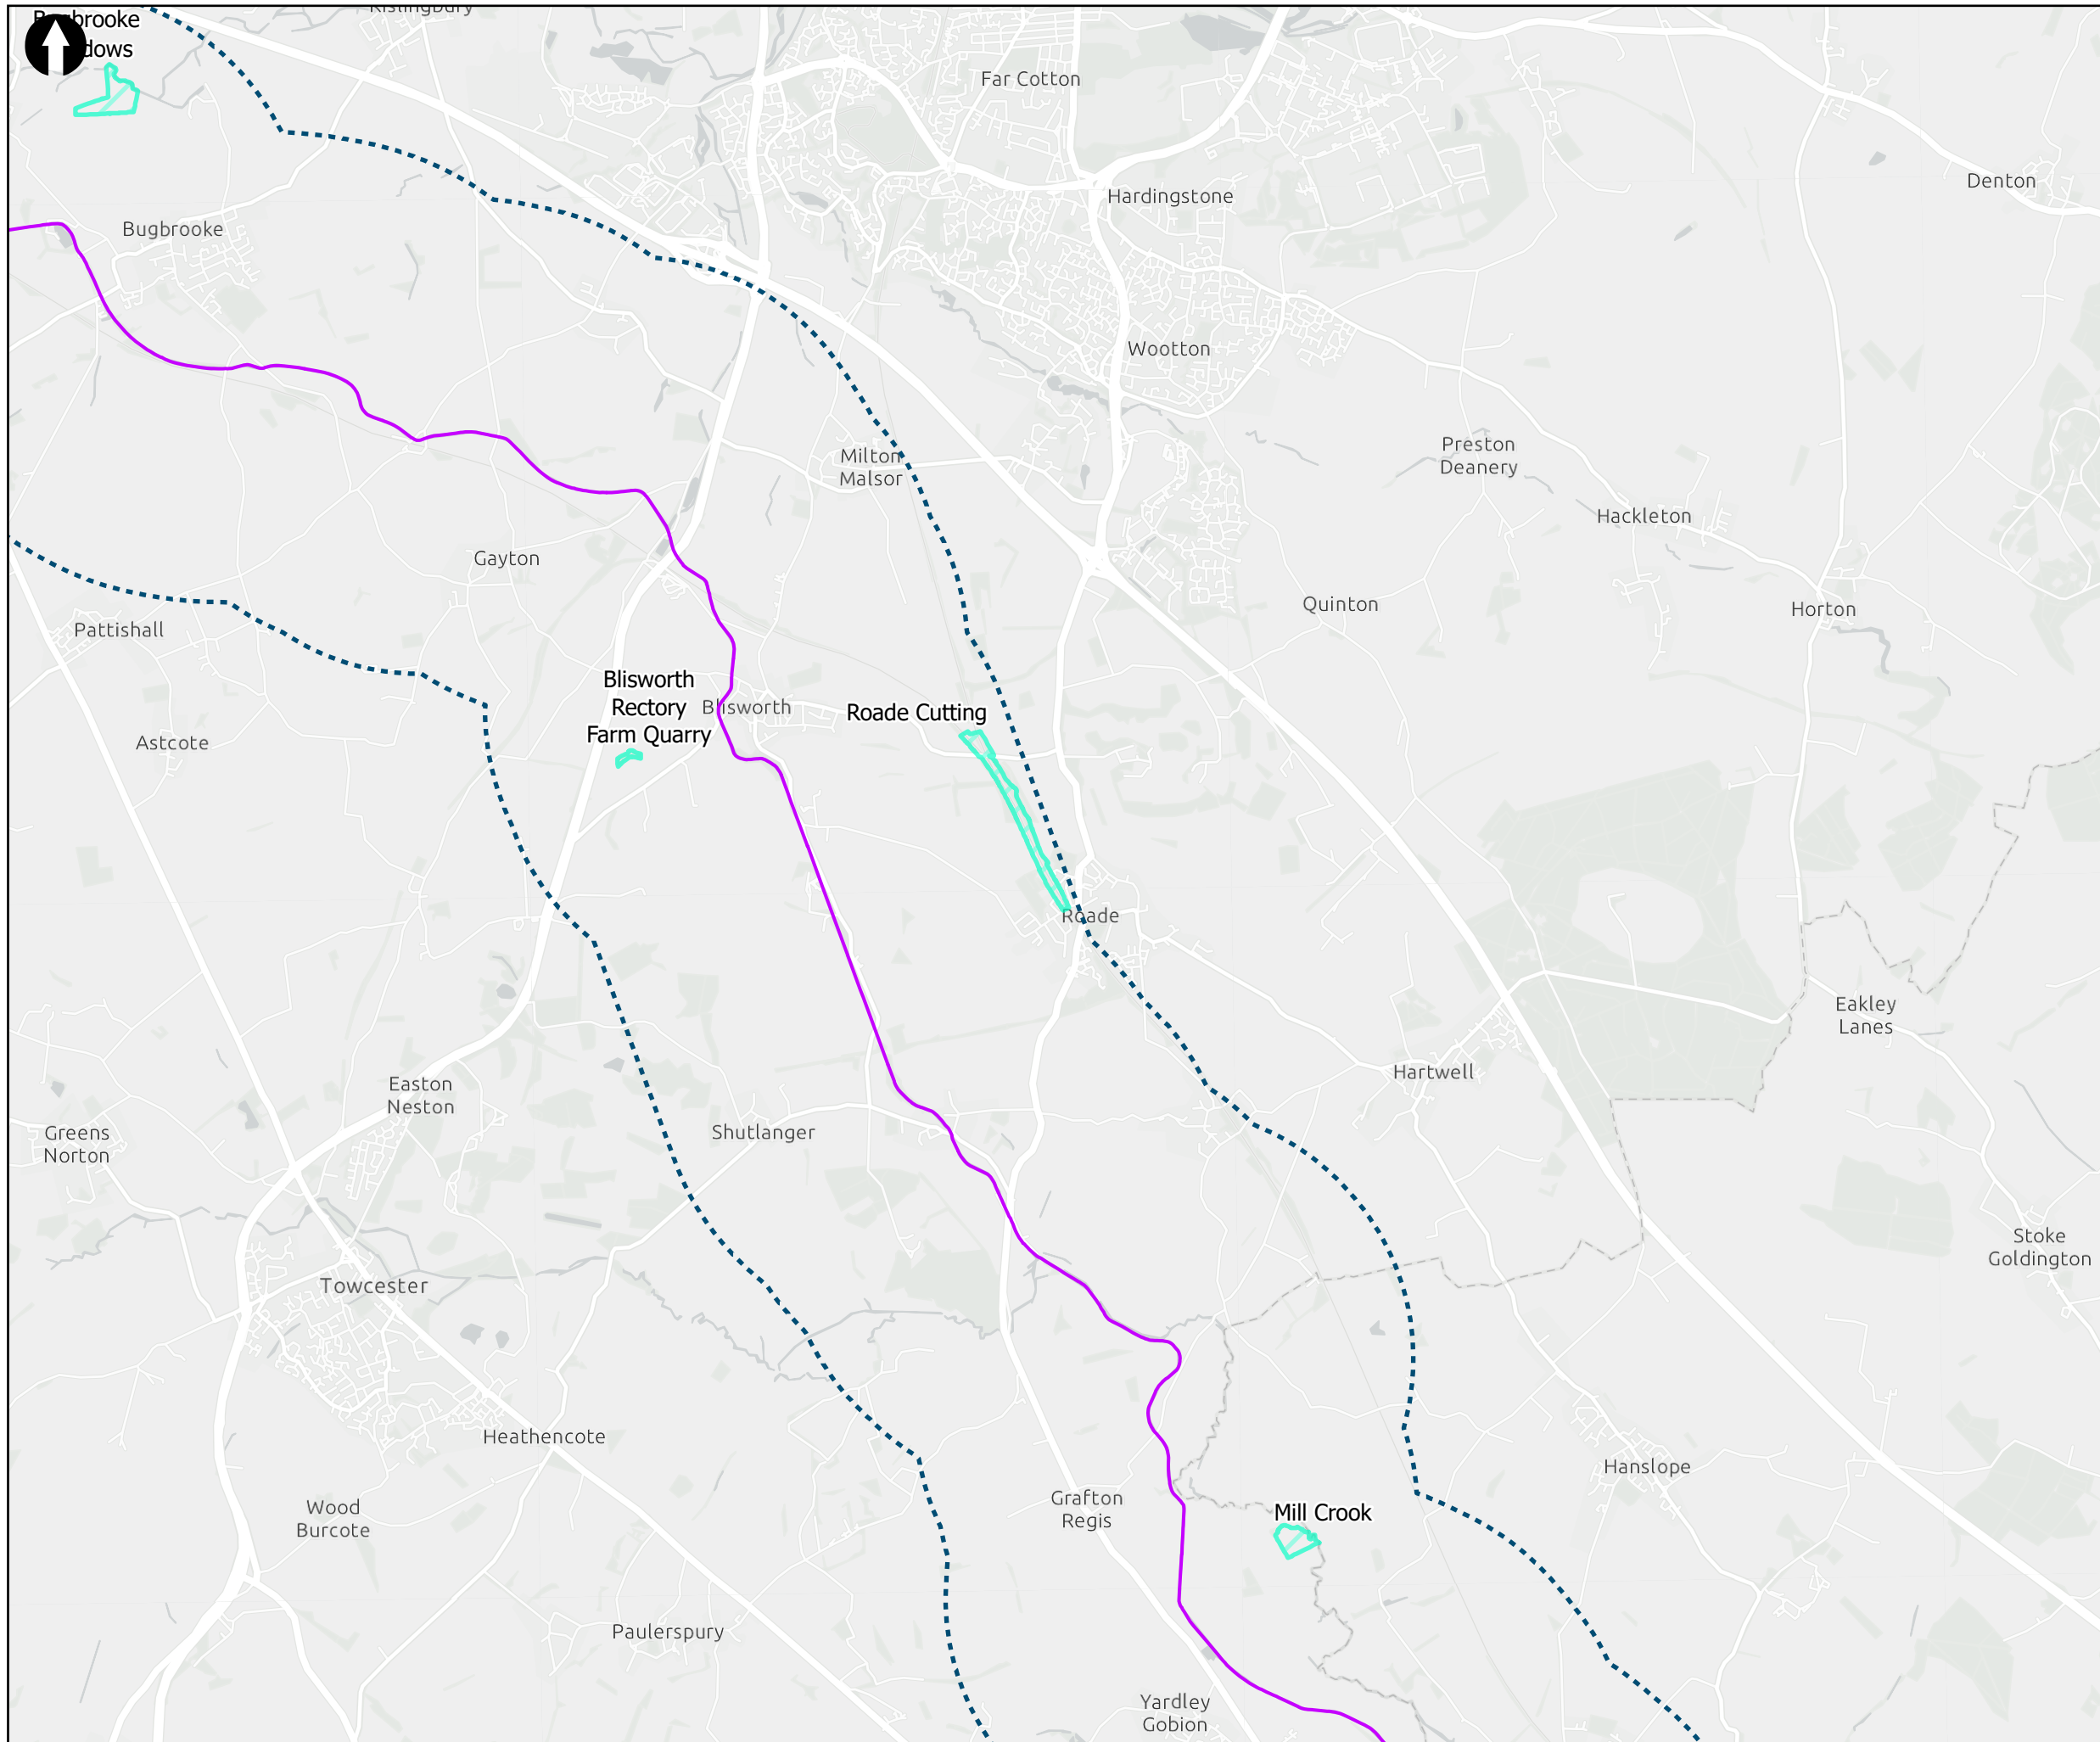 Kislingbury
Far Cotton
Denton
Hardingstone
Bugbrooke
Wootton
Milton
Malsor
Preston
Deanery
Hackleton
Gayton
Quinton
Horton
Pattishall
Blisworth
Rectory
Farm Quarry
Blisworth
Roade Cutting
Astcote
Roade
Eakley
Lanes
Hartwell
Easton
Neston
Greens
Norton
Shutlanger
Stoke
Goldington
Towcester
Heathencote
Hanslope
Grafton
Regis
Mill Crook
Wood
Burcote
Paulerspury
Yardley
Gobion